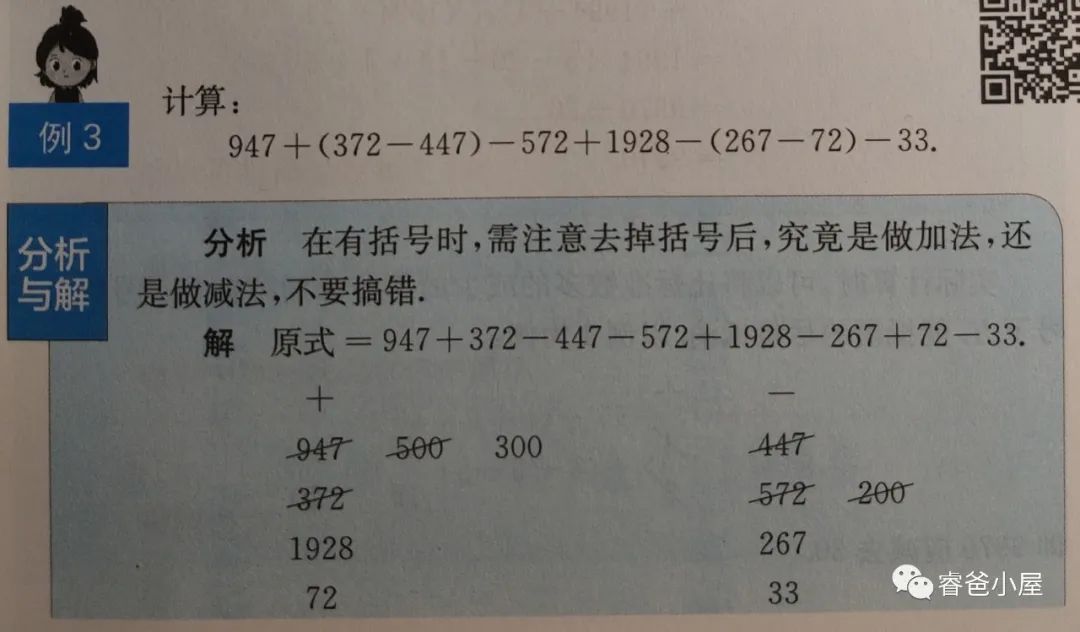 计算：
例 3
947＋(372－447)－572＋1928－(267－72)－33.
分析
与解
分析 在有括号时，需注意去掉括号后，究竟是做加法，还
是做减法，不要搞错.
解 原式＝947＋372－447－572＋1928－267＋72－33.
＋ －
947 500 300 447
372 572 200
1928 267
72 33
睿爸小屋